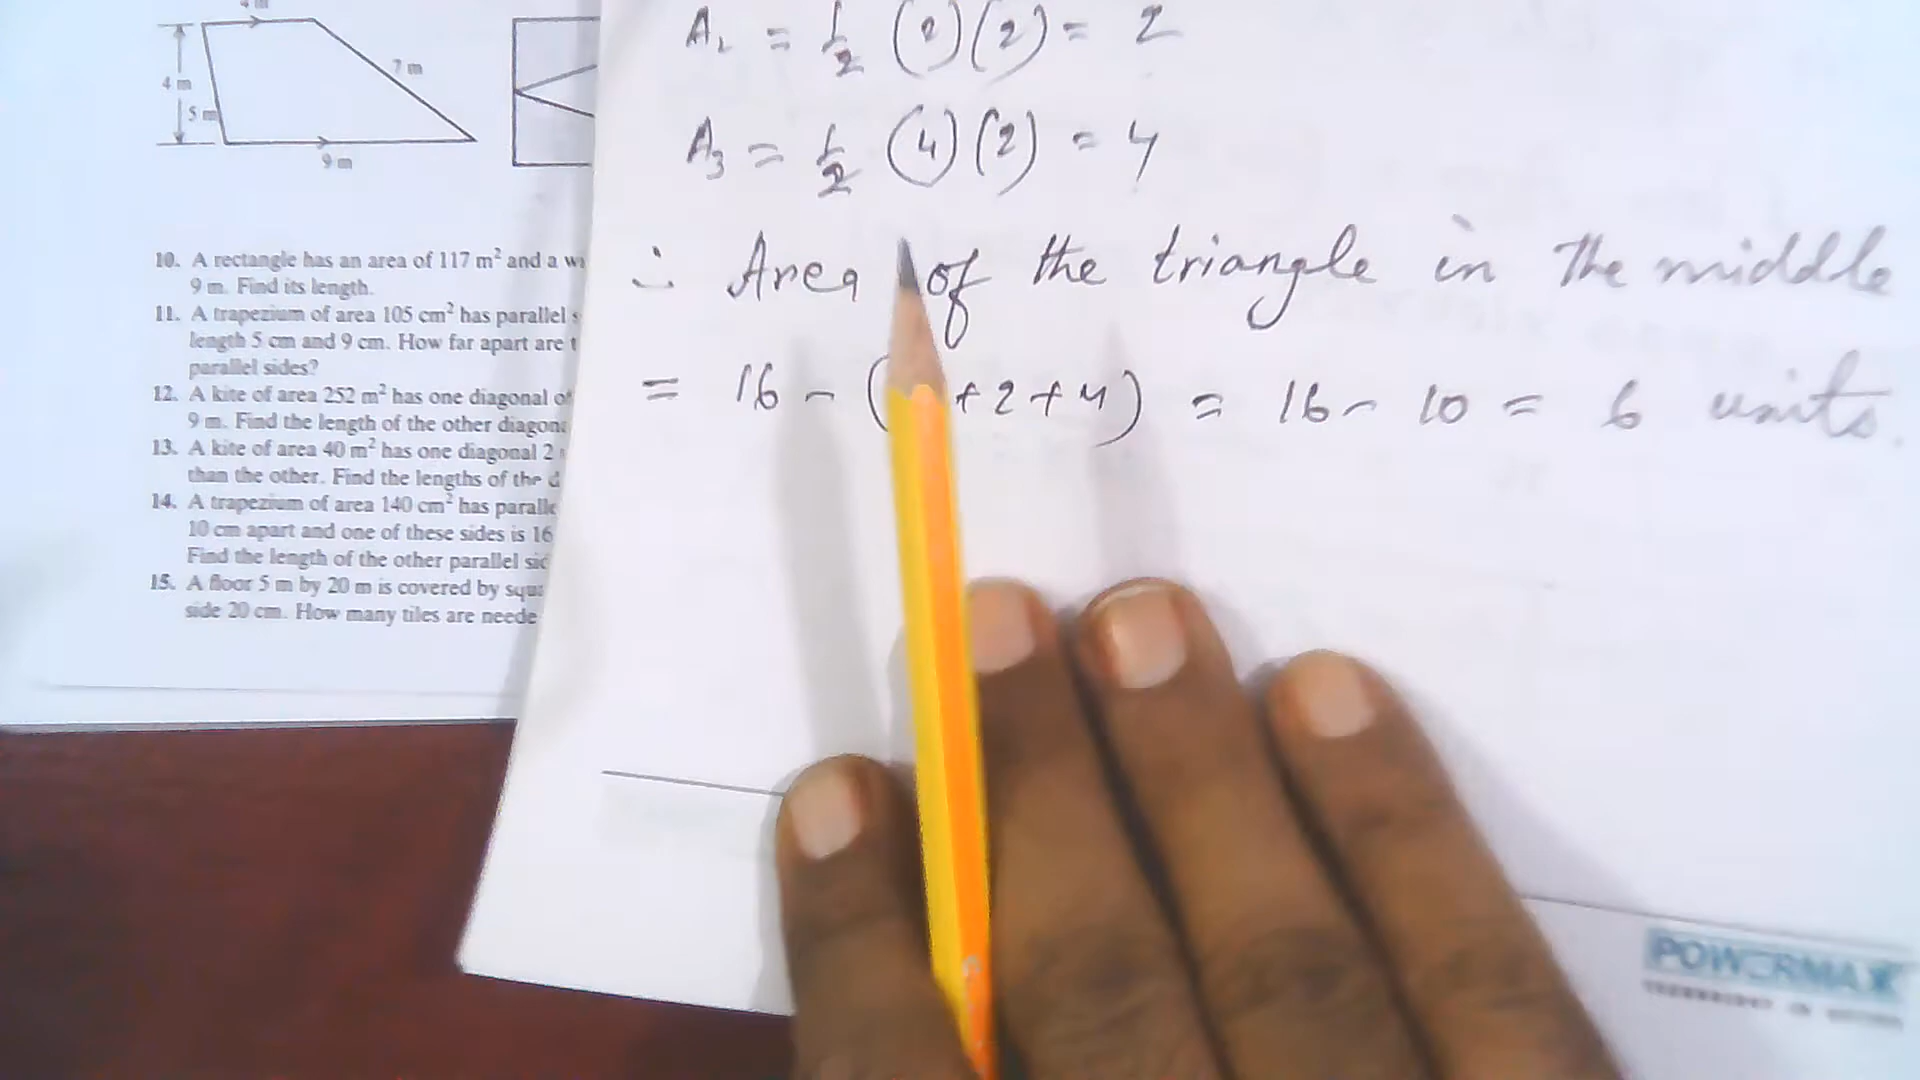 4 m
7 m
4 m
5 m
9 m
10. A rectangle has an area of 117 m² and a
9 m. Find its length.
11. A trapezium of area 105 cm² has parallel
length 5 cm and 9 cm. How far apart are
parallel sides?
12. A kite of area 252 m² has one diagonal
9 m. Find the length of the other
13. A kite of area 40 m² has one diagonal 2
than the other. Find the lengths of the
14. A trapezium of area 140 cm² has
10 cm apart and one of these sides is 16
Find the length of the other parallel
15. A floor 5 m by 20 m is covered by
side 20 cm. How many tiles are
A₂ = 1/2 (2)(2) = 2
A₃ = 1/2 (4)(2) = 4
∴ Area of the triangle in the middle
= 16 - ( +2+4) = 16 - 10 = 6 units.
POWERMAX